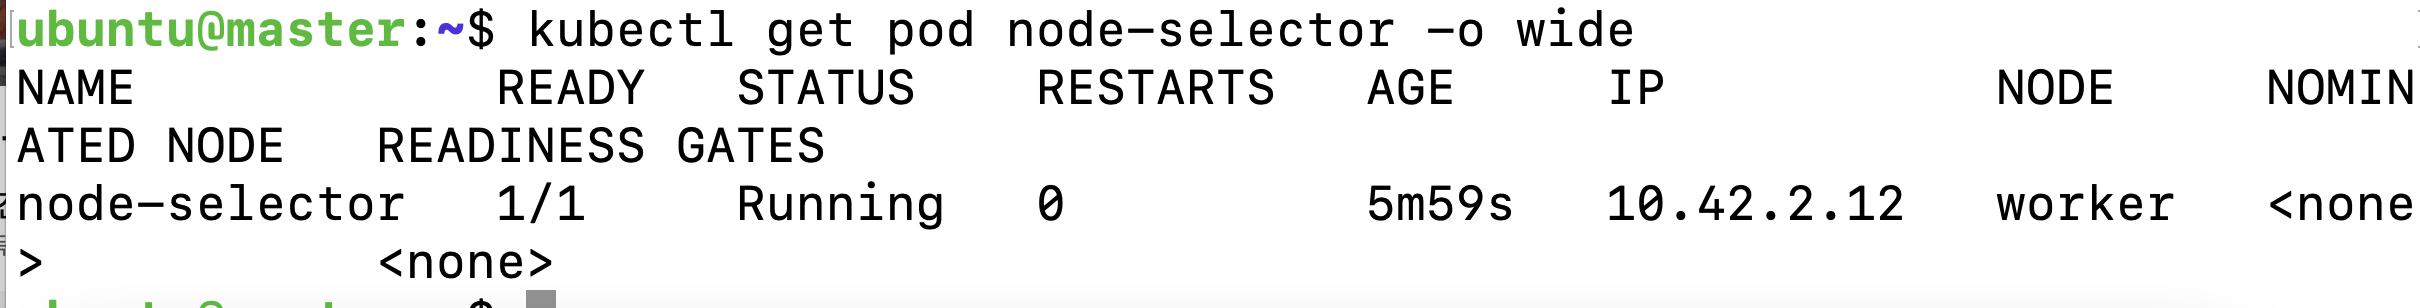 ubuntu@master:~$ kubectl get pod node-selector -o wide
NAME            READY   STATUS    RESTARTS   AGE     IP           NODE     NOMIN
ATED NODE   READINESS GATES
node-selector   1/1     Running   0          5m59s   10.42.2.12   worker   <none
>           <none>